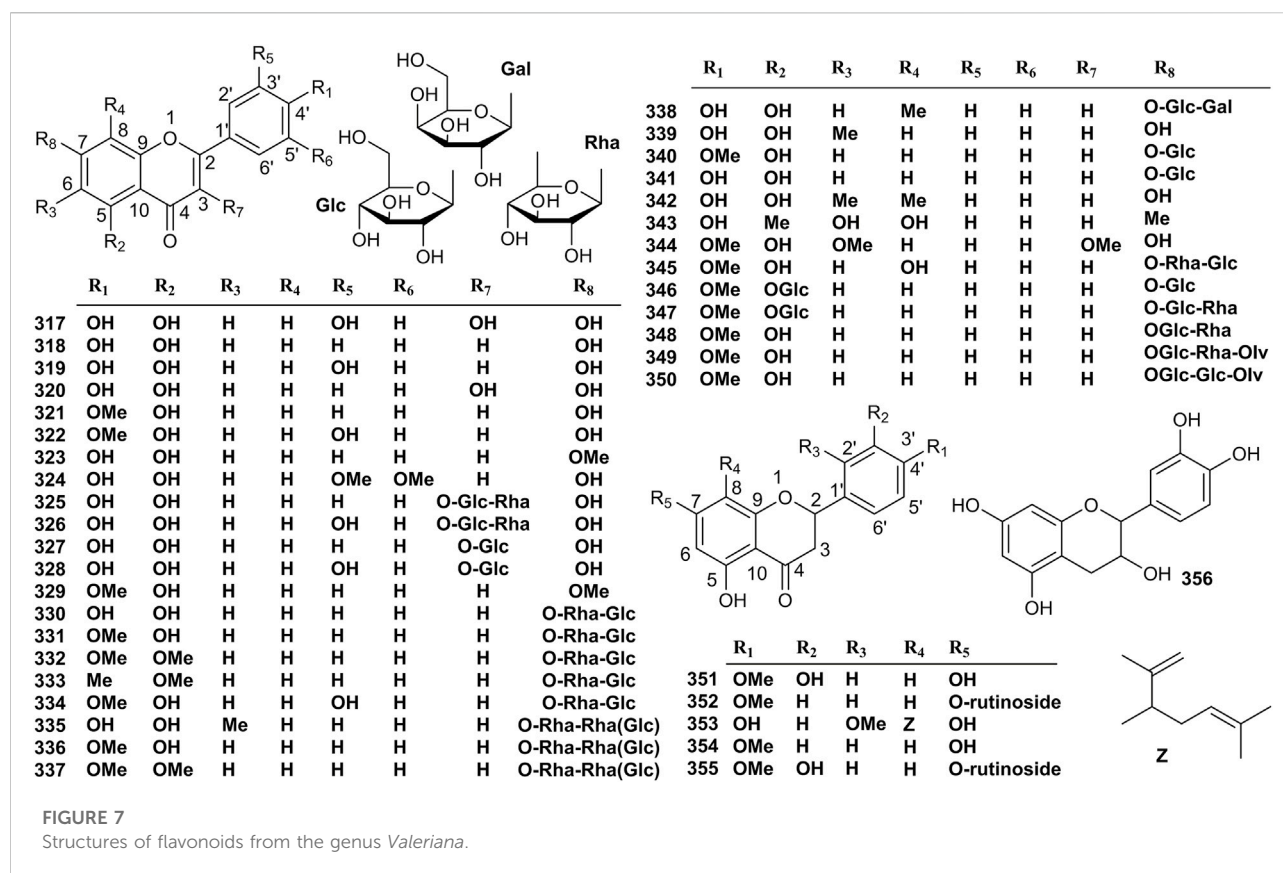 R5
3'
R1
R4
2'
4'
1
8
1'
R8
7
9
O
5'
R6
2
6'
6
10
3
R3
5
4
R7
R2
O
HO
Gal
OH
O
OH
HO
OH
Rha
OH
O
Glc
OH
OH
OH
OH
O
OH
OH
OH
R1 R2 R3 R4 R5 R6 R7 R8
317 OH OH H H OH H OH OH
318 OH OH H H H H H OH
319 OH OH H H OH H H OH
320 OH OH H H H H OH OH
321 OMe OH H H H H H OH
322 OMe OH H H OH H H OH
323 OH OH H H H H H OMe
324 OH OH H H OMe OMe H OH
325 OH OH H H H H O-Glc-Rha OH
326 OH OH H H OH H O-Glc-Rha OH
327 OH OH H H H H O-Glc OH
328 OH OH H H OH H O-Glc OH
329 OMe OH H H H H H OMe
330 OH OH H H H H H O-Rha-Glc
331 OMe OH H H H H H O-Rha-Glc
332 OMe OMe H H H H H O-Rha-Glc
333 Me OMe H H H H H O-Rha-Glc
334 OMe OH H H OH H H O-Rha-Glc
335 OH OH Me H H H H O-Rha-Rha(Glc)
336 OMe OH H H H H H O-Rha-Rha(Glc)
337 OMe OMe H H H H H O-Rha-Rha(Glc)
R1 R2 R3 R4 R5 R6 R7 R8
338 OH OH H Me H H H O-Glc-Gal
339 OH OH Me H H H H OH
340 OMe OH H H H H H O-Glc
341 OH OH H H H H H O-Glc
342 OH OH Me Me H H H OH
343 OH Me OH OH H H H Me
344 OMe OH OMe H H H OMe OH
345 OMe OH H OH H H H O-Rha-Glc
346 OMe OGlc H H H H H O-Glc
347 OMe OGlc H H H H H O-Glc-Rha
348 OMe OH H H H H H OGlc-Rha
349 OMe OH H H H H H OGlc-Rha-Olv
350 OMe OH H H H H H OGlc-Glc-Olv
R2
R3
2'
3'
R1
R4
4'
1
8
1'
R5
7
9
O
2
5'
6'
6
10
3
5
4
OH
O
OH
OH
HO
O
OH
356
OH
R1 R2 R3 R4 R5
351 OMe OH H H OH
352 OMe H H H O-rutinoside
353 OH H OMe Z OH
354 OMe H H H OH
355 OMe OH H H O-rutinoside
Z
FIGURE 7
Structures of flavonoids from the genus Valeriana.